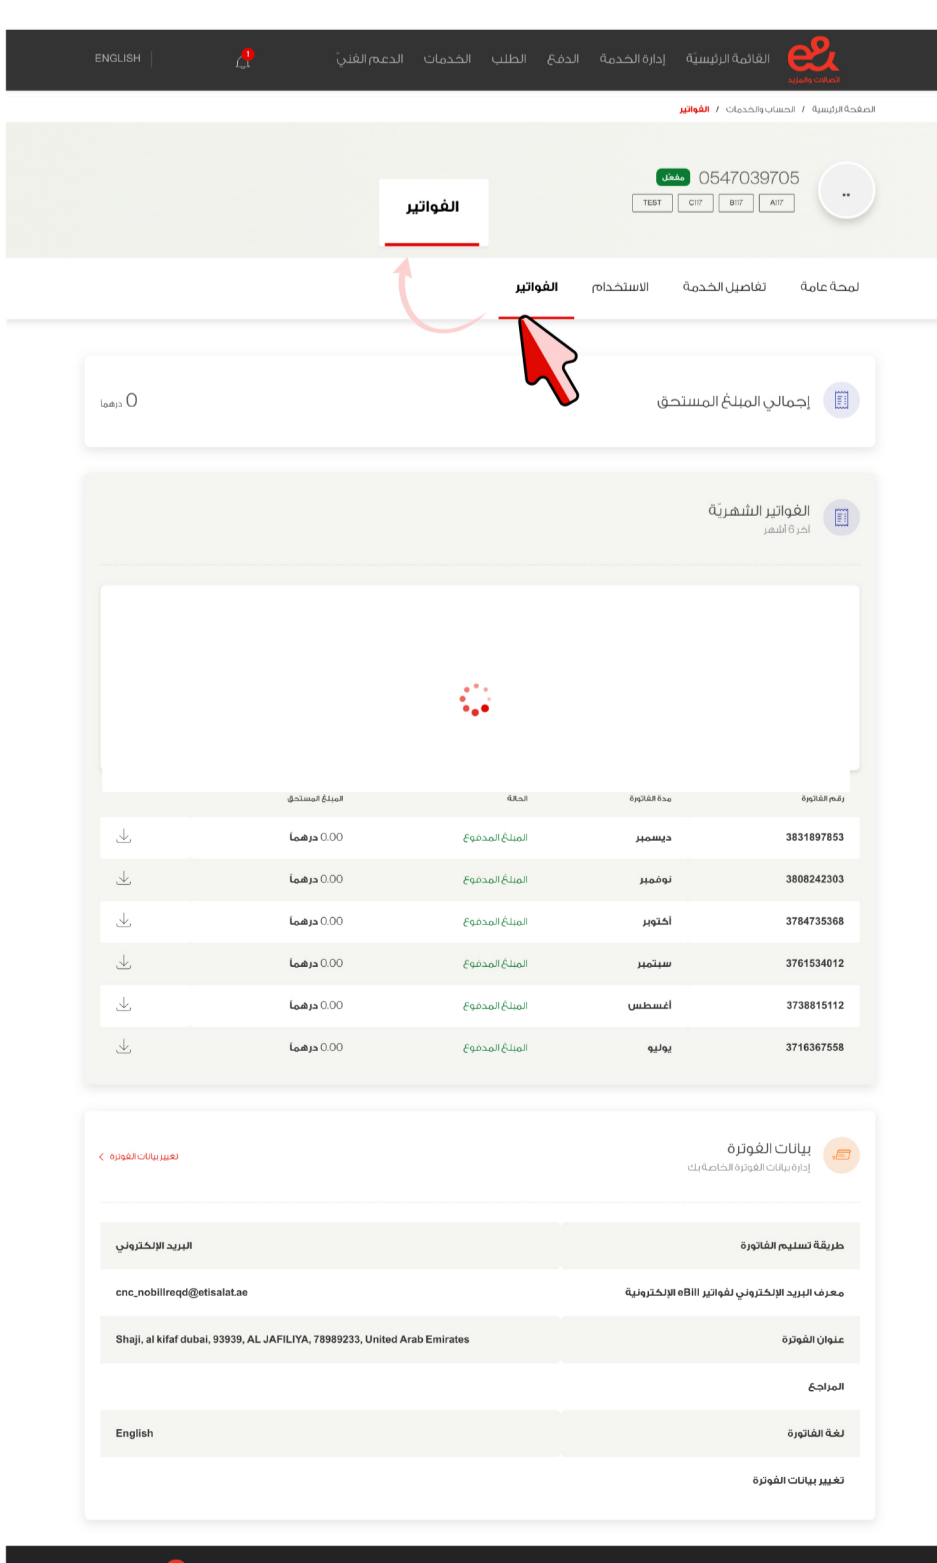 القائمة الرئيسيّة إدارة الخدمة الدفع الطلب الخدمات الدعم الفنيّ 1 ENGLISH
اتصالات والمزيد
الصفحة الرئيسية / الحساب والخدمات / الفواتير
0547039705 مفعّل
A117 B117 C117 TEST
الفواتير
لمحة عامة تفاصيل الخدمة الاستخدام الفواتير
إجمالي المبلغ المستحق 0 درهماً
الفواتير الشهريّة
آخر 6 أشهر
رقم الفاتورة مدة الفاتورة الحالة المبلغ المستحق
3831897853 ديسمبر المبلغ المدفوع 0.00 درهماً
3808242303 نوفمبر المبلغ المدفوع 0.00 درهماً
3784735368 أكتوبر المبلغ المدفوع 0.00 درهماً
3761534012 سبتمبر المبلغ المدفوع 0.00 درهماً
3738815112 أغسطس المبلغ المدفوع 0.00 درهماً
3716367558 يوليو المبلغ المدفوع 0.00 درهماً
بيانات الفوترة
إدارة بيانات الفوترة الخاصة بك
تغيير بيانات الفوترة
طريقة تسليم الفاتورة البريد الإلكتروني
معرف البريد الإلكتروني لفواتير eBill الإلكترونية cnc_nobillreqd@etisalat.ae
عنوان الفوترة Shaji, al kifaf dubai, 93939, AL JAFILIYA, 78989233, United Arab Emirates
المراجع
لغة الفاتورة English
تغيير بيانات الفوترة